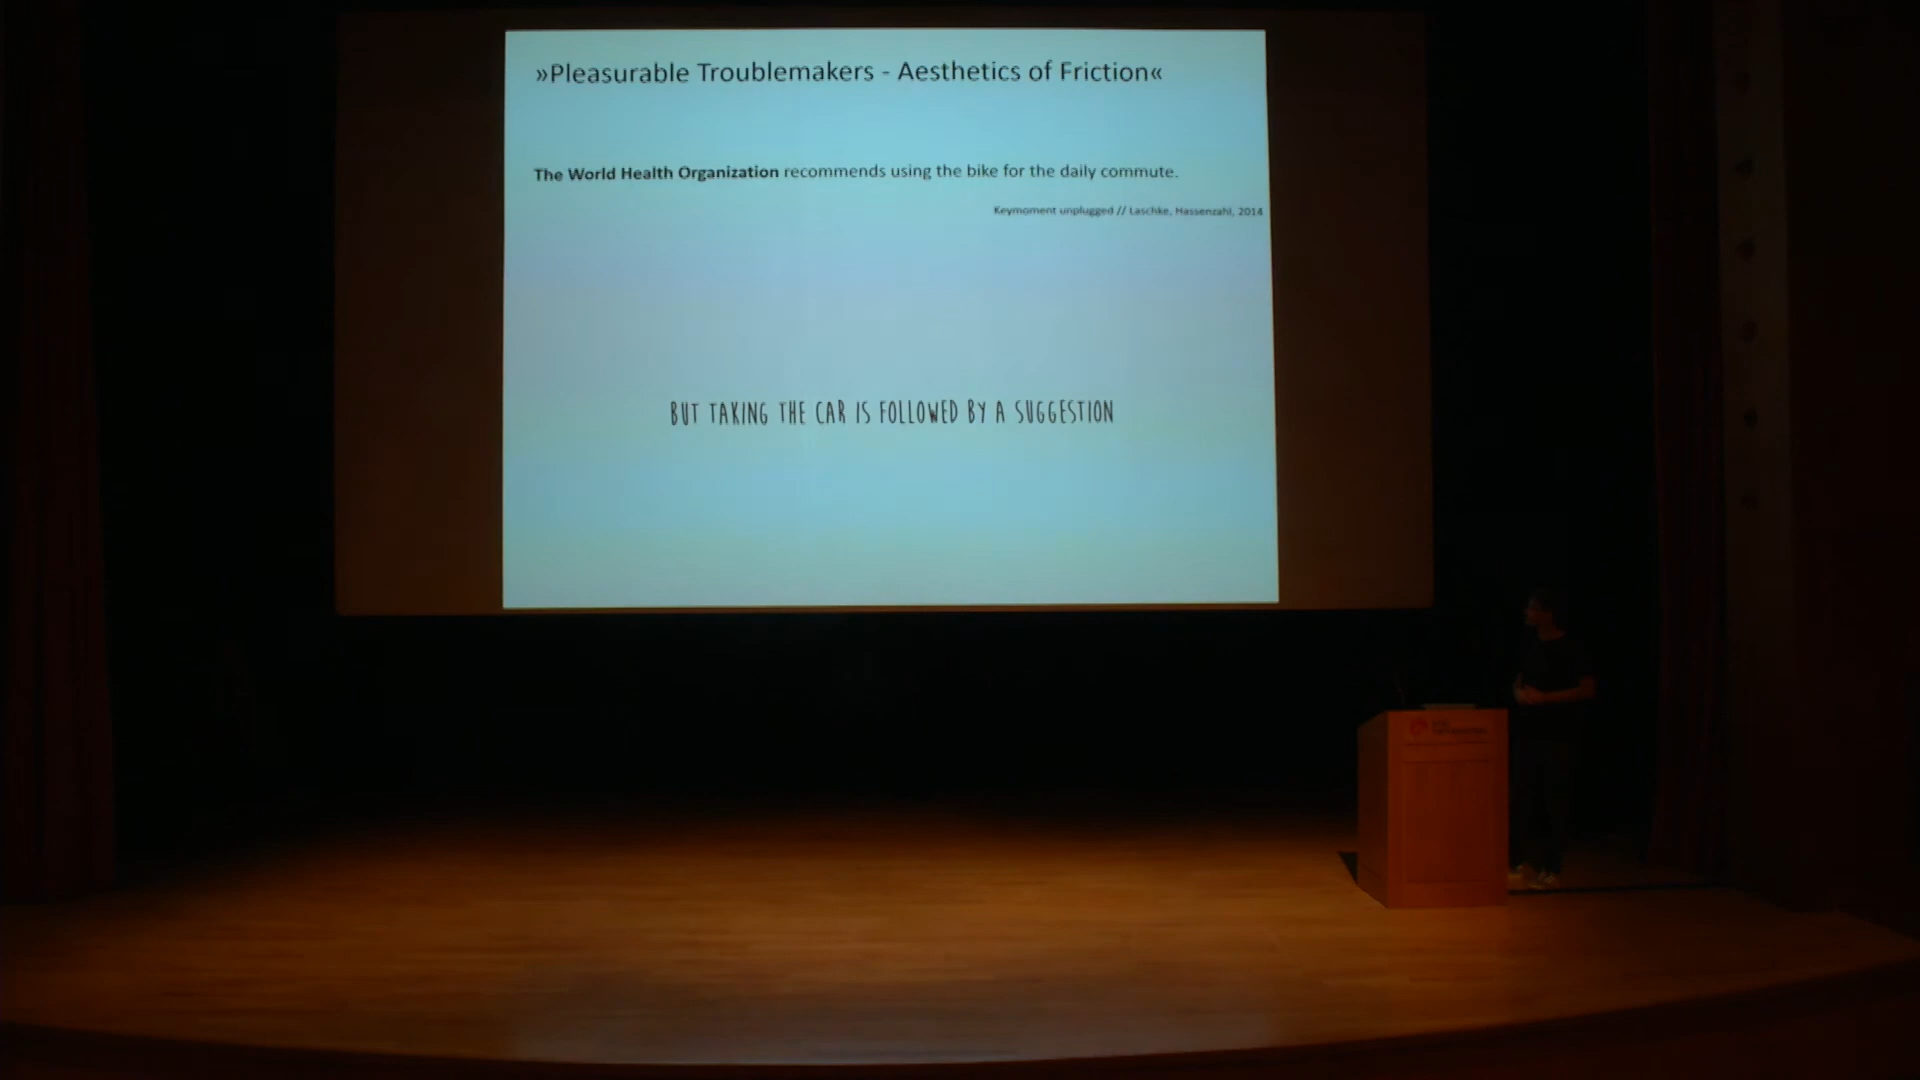 »Pleasurable Troublemakers - Aesthetics of Friction«
The World Health Organization recommends using the bike for the daily commute.
Keymoment unplugged // Laschke, Hassenzahl, 2014
BUT TAKING THE CAR IS FOLLOWED BY A SUGGESTION